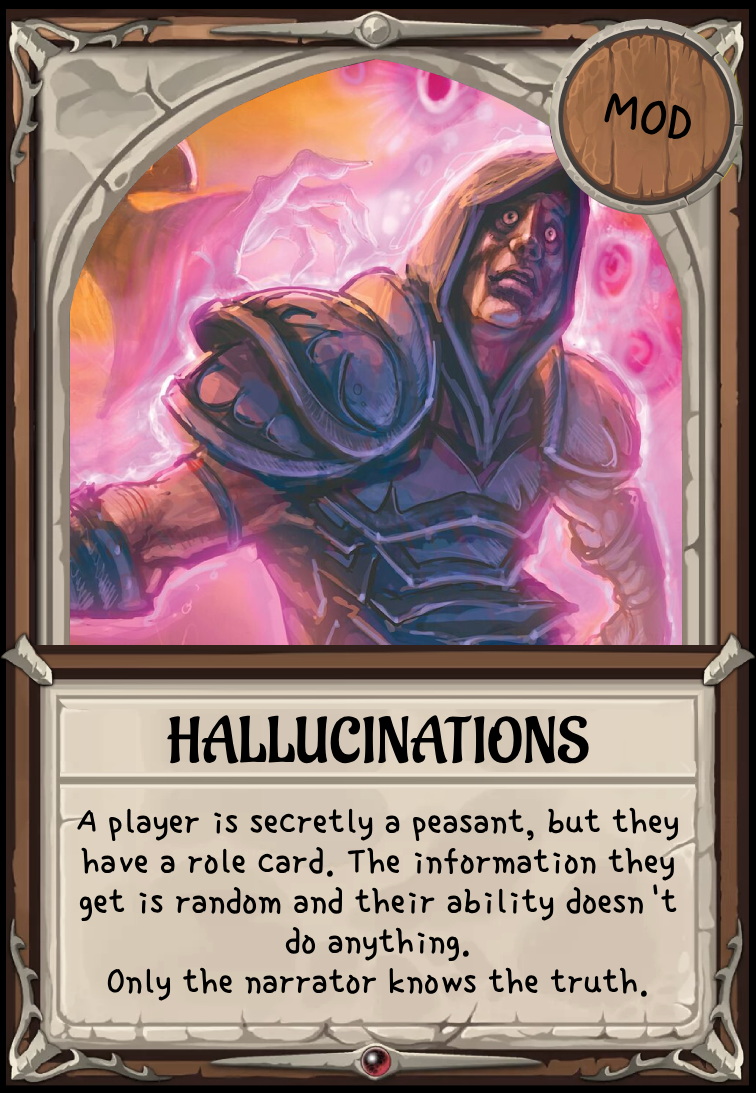 MOD
HALLUCINATIONS
A player is secretly a peasant, but they
have a role card. The information they
get is random and their ability doesn't
do anything.
Only the narrator knows the truth.